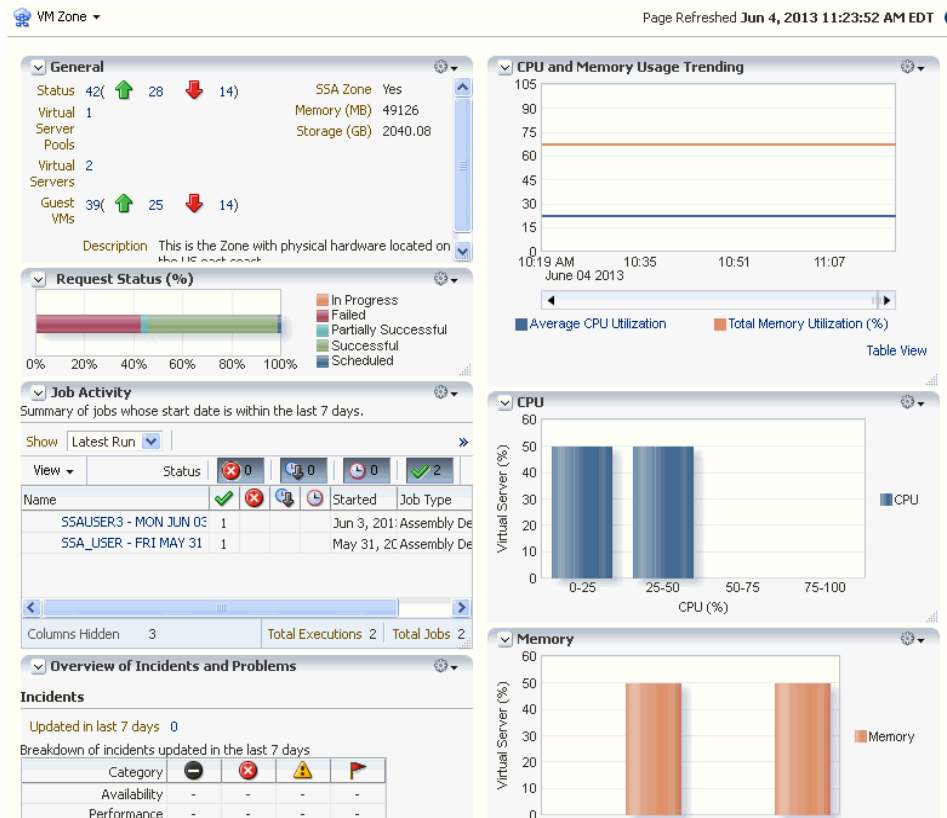 VM Zone
Page Refreshed Jun 4, 2013 11:23:52 AM EDT
General
Status 42( 28 14)
Virtual Server Pools 1
Virtual Servers 2
Guest VMs 39( 25 14)
SSA Zone Yes
Memory (MB) 49126
Storage (GB) 2040.08
Description This is the Zone with physical hardware located on
Request Status (%)
In Progress
Failed
Partially Successful
Successful
Scheduled
0% 20% 40% 60% 80% 100%
Job Activity
Summary of jobs whose start date is within the last 7 days.
Show Latest Run »
View Status 0 0 0 2
Name Started Job Type
SSAUSER3 - MON JUN 03 1 Jun 3, 201 Assembly De
SSA_USER - FRI MAY 31 1 May 31, 20 Assembly De
Columns Hidden 3 Total Executions 2 Total Jobs 2
Overview of Incidents and Problems
Incidents
Updated in last 7 days 0
Breakdown of incidents updated in the last 7 days
Category
Availability - - - -
Performance - - - -
CPU and Memory Usage Trending
105
90
75
60
45
30
15
0
10:19 AM 10:35 10:51 11:07
June 04 2013
Average CPU Utilization Total Memory Utilization (%)
Table View
CPU
60
50
40
30
20
10
0
Virtual Server (%)
0-25 25-50 50-75 75-100
CPU (%)
CPU
Memory
60
50
40
30
20
10
0
Virtual Server (%)
Memory